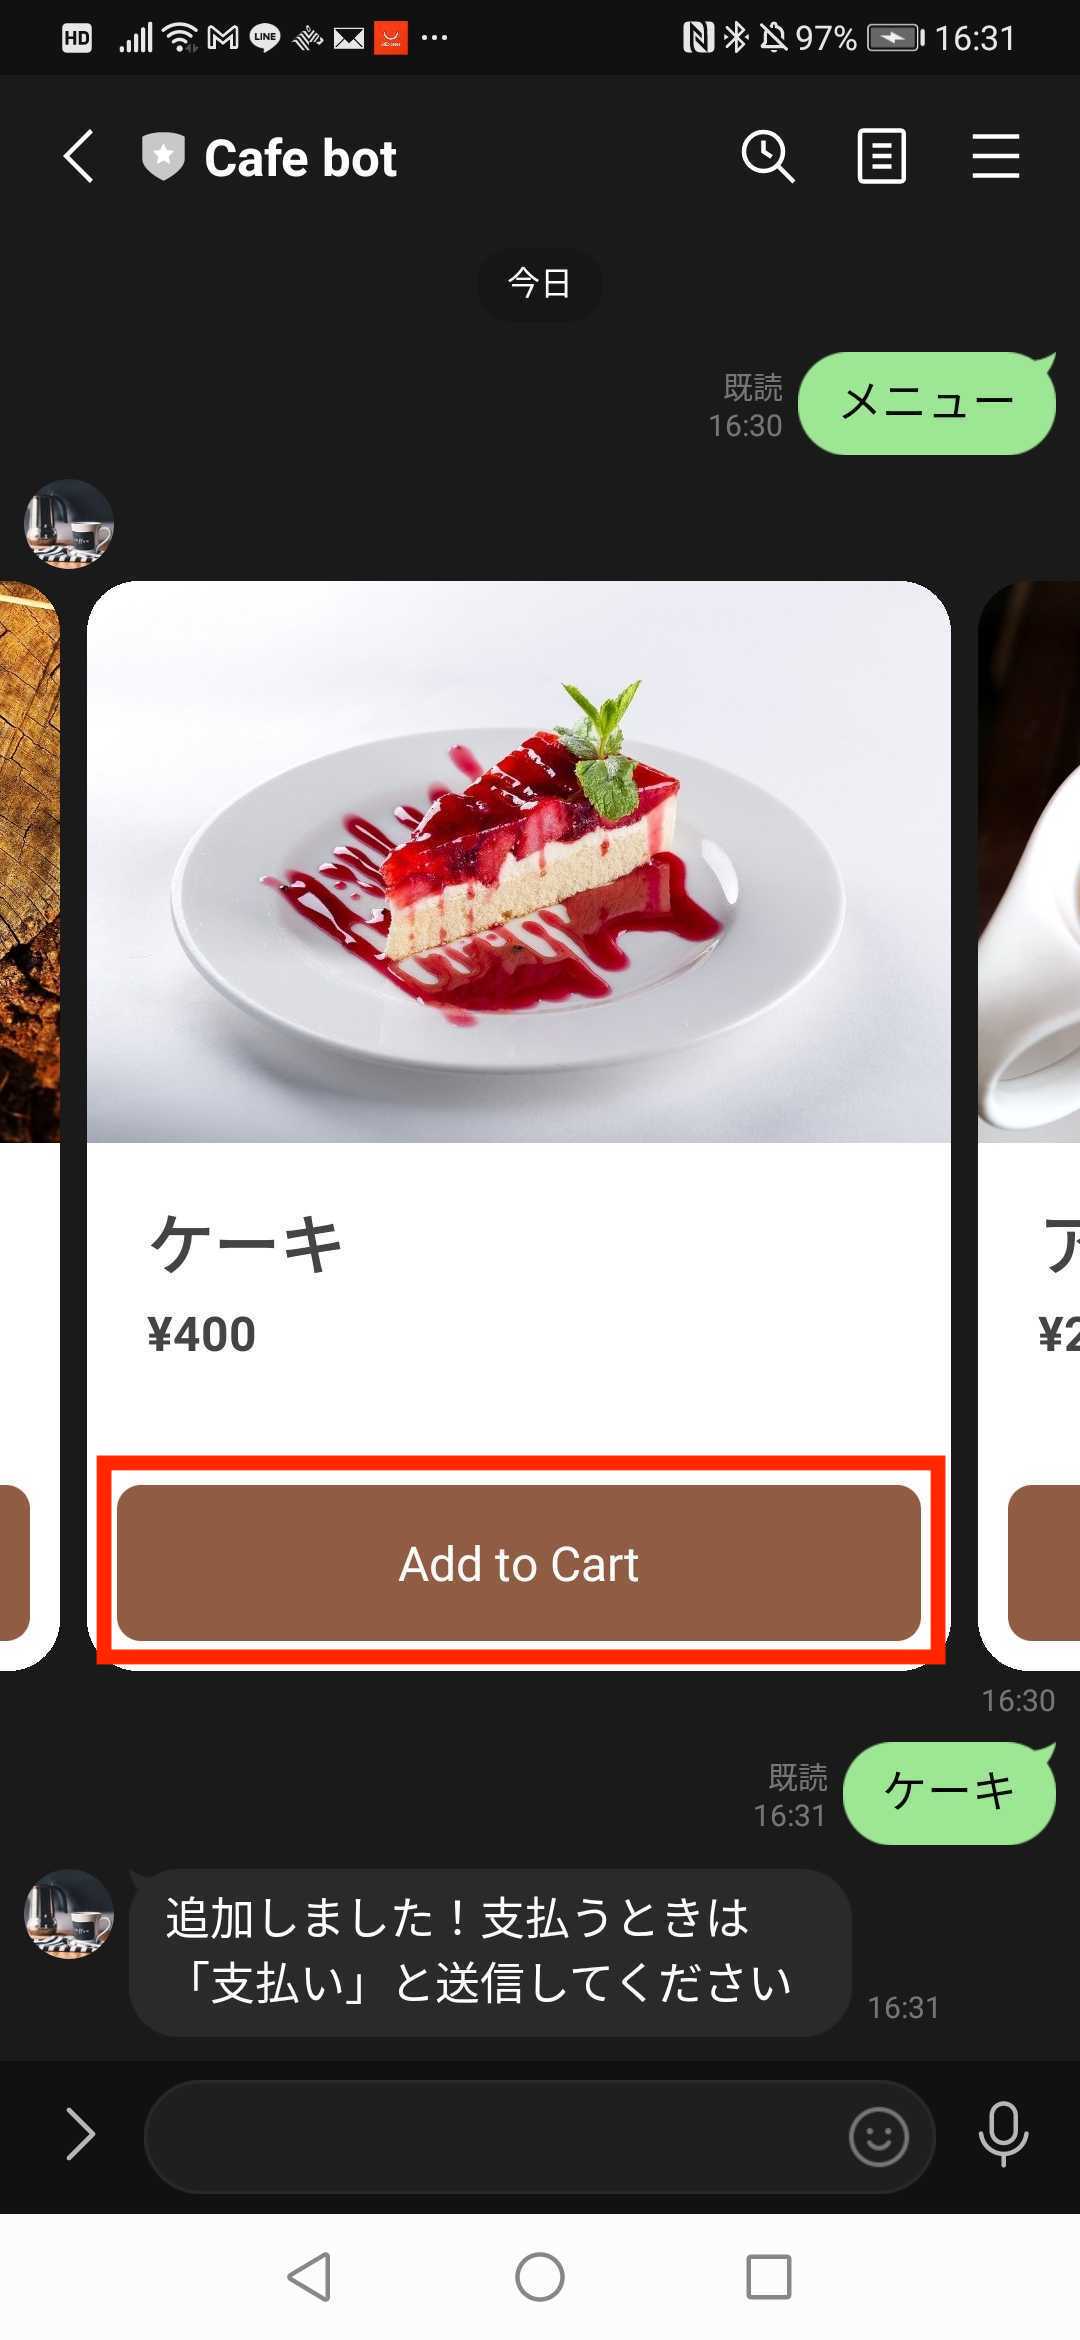 HD LINE 97% 16:31
Cafe bot
今日
メニュー
既読
16:30
ケーキ
¥400
ア
¥2
Add to Cart
16:30
ケーキ
既読
16:31
追加しました！支払うときは
「支払い」と送信してください
16:31